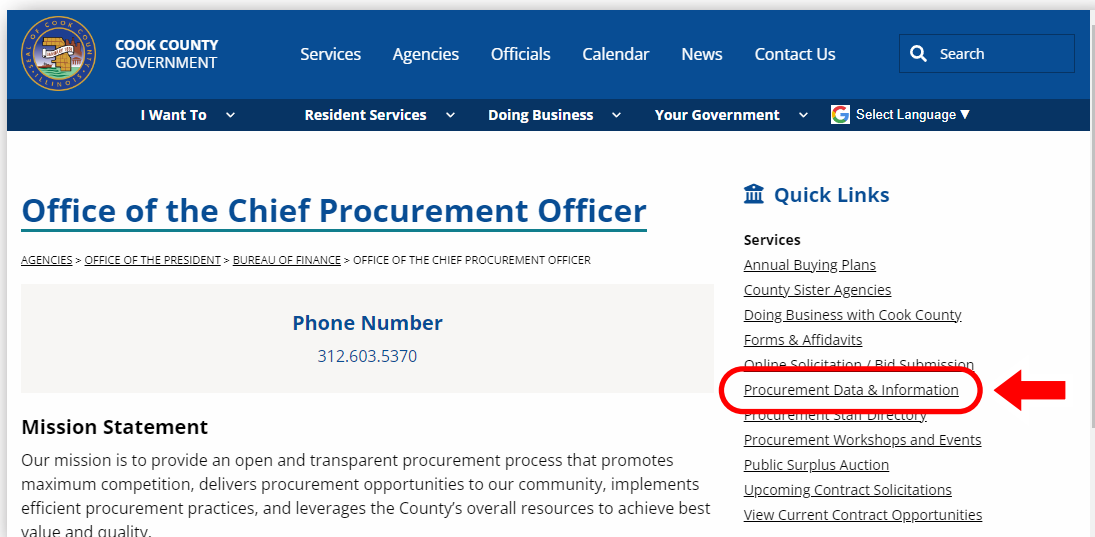 COOK COUNTY
GOVERNMENT
Services Agencies Officials Calendar News Contact Us Search
I Want To Resident Services Doing Business Your Government Select Language ▼
Office of the Chief Procurement Officer
AGENCIES > OFFICE OF THE PRESIDENT > BUREAU OF FINANCE > OFFICE OF THE CHIEF PROCUREMENT OFFICER
Phone Number
312.603.5370
Mission Statement
Our mission is to provide an open and transparent procurement process that promotes
maximum competition, delivers procurement opportunities to our community, implements
efficient procurement practices, and leverages the County’s overall resources to achieve best
value and quality.
Quick Links
Services
Annual Buying Plans
County Sister Agencies
Doing Business with Cook County
Forms & Affidavits
Online Solicitation / Bid Submission
Procurement Data & Information
Procurement Staff Directory
Procurement Workshops and Events
Public Surplus Auction
Upcoming Contract Solicitations
View Current Contract Opportunities